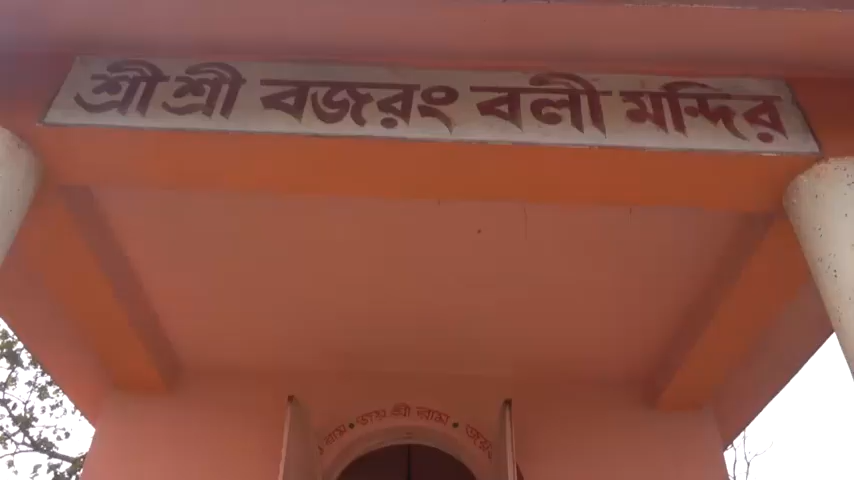 শ্রী শ্রী বজরং বলী মন্দির
রাম • জয় শ্রী রাম •